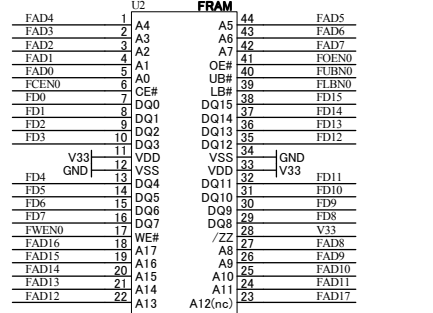 U2 FRAM
FAD4 1 A4 A5 44 FAD5
FAD3 2 A3 A6 43 FAD6
FAD2 3 A2 A7 42 FAD7
FAD1 4 A1 OE# 41 FOEN0
FAD0 5 A0 UB# 40 FUBN0
FCEN0 6 CE# LB# 39 FLBN0
FD0 7 DQ0 DQ15 38 FD15
FD1 8 DQ1 DQ14 37 FD14
FD2 9 DQ2 DQ13 36 FD13
FD3 10 DQ3 DQ12 35 FD12
V33 11 VDD VSS 34 GND
GND 12 VSS VDD 33 V33
FD4 13 DQ4 DQ11 32 FD11
FD5 14 DQ5 DQ10 31 FD10
FD6 15 DQ6 DQ9 30 FD9
FD7 16 DQ7 DQ8 29 FD8
FWEN0 17 WE# /ZZ 28 V33
FAD16 18 A17 A8 27 FAD8
FAD15 19 A16 A9 26 FAD9
FAD14 20 A15 A10 25 FAD10
FAD13 21 A14 A11 24 FAD11
FAD12 22 A13 A12(nc) 23 FAD17